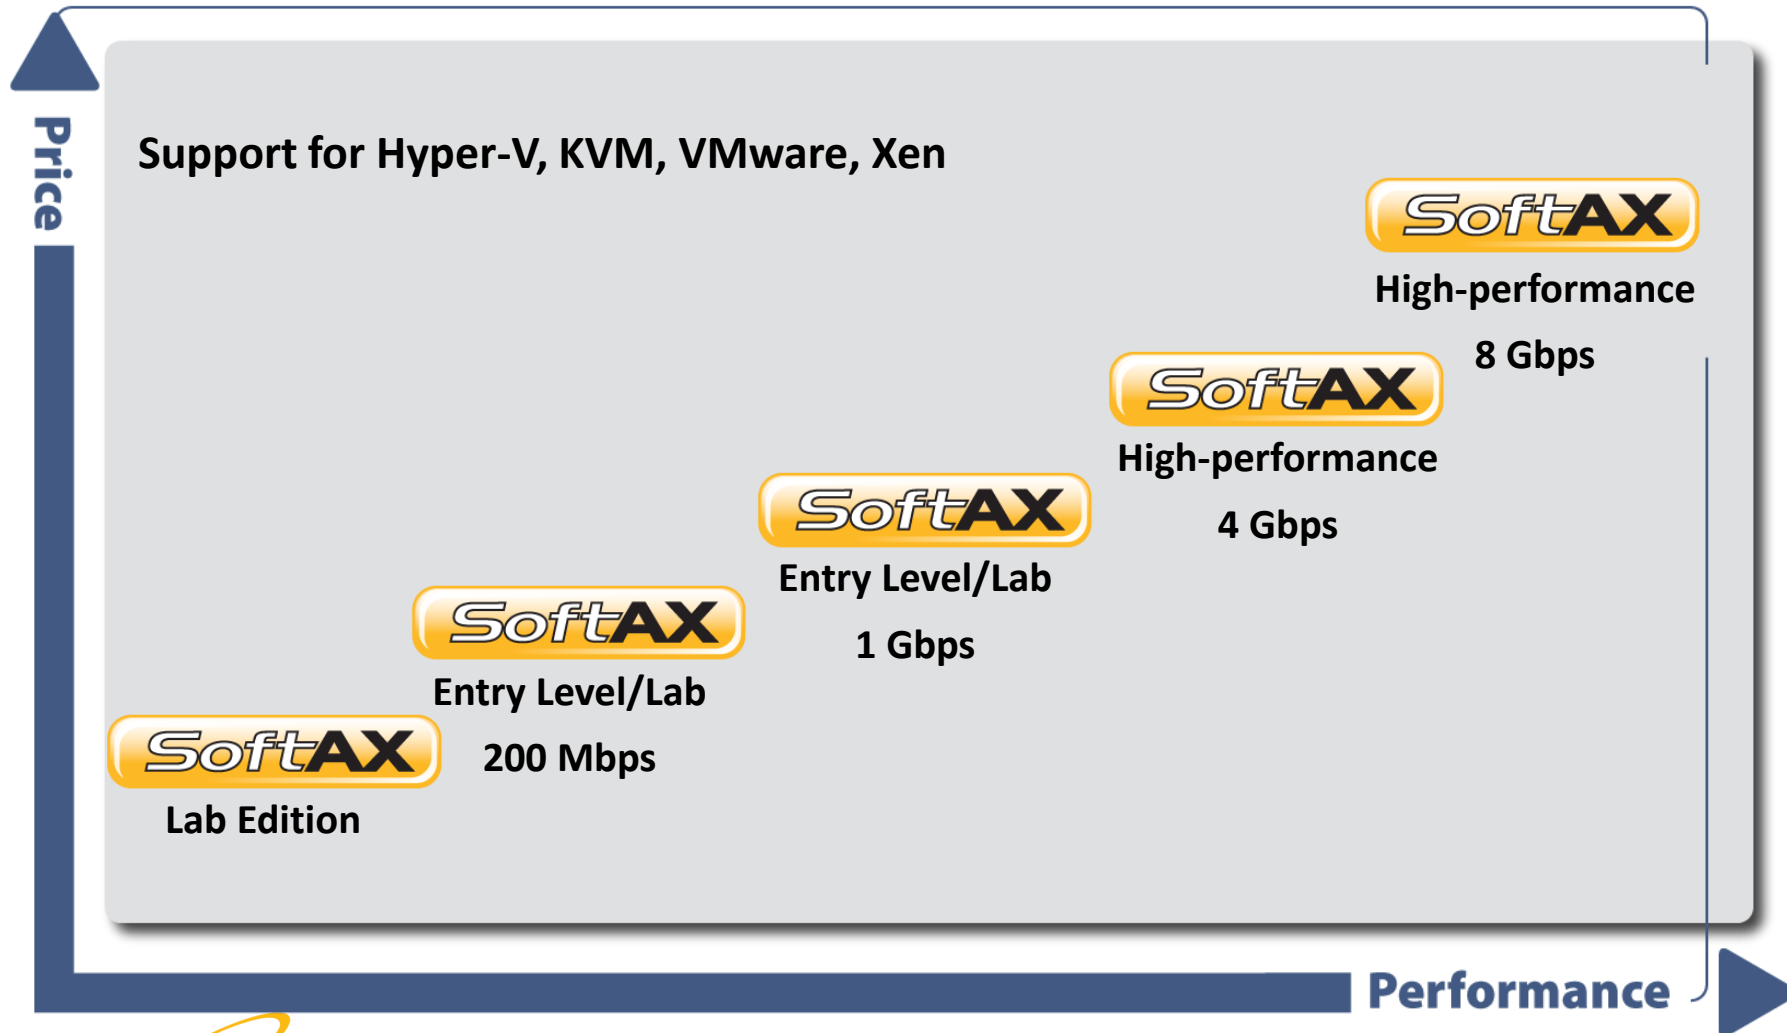 Price
Support for Hyper-V, KVM, VMware, Xen
SoftAX
High-performance
8 Gbps
SoftAX
High-performance
4 Gbps
SoftAX
Entry Level/Lab
1 Gbps
SoftAX
Entry Level/Lab
200 Mbps
SoftAX
Lab Edition
Performance